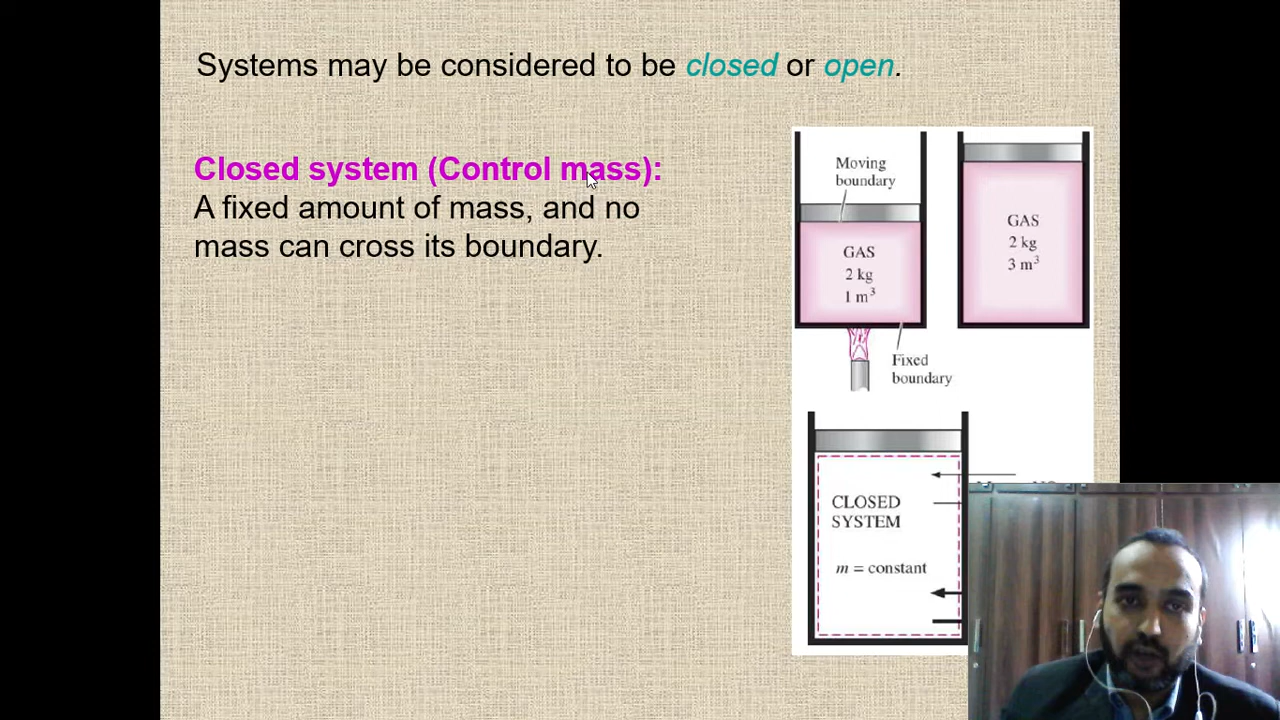 Systems may be considered to be closed or open.
Closed system (Control mass):
A fixed amount of mass, and no
mass can cross its boundary.
Moving
boundary
GAS
2 kg
1 m³
Fixed
boundary
GAS
2 kg
3 m³
CLOSED
SYSTEM
m = constant